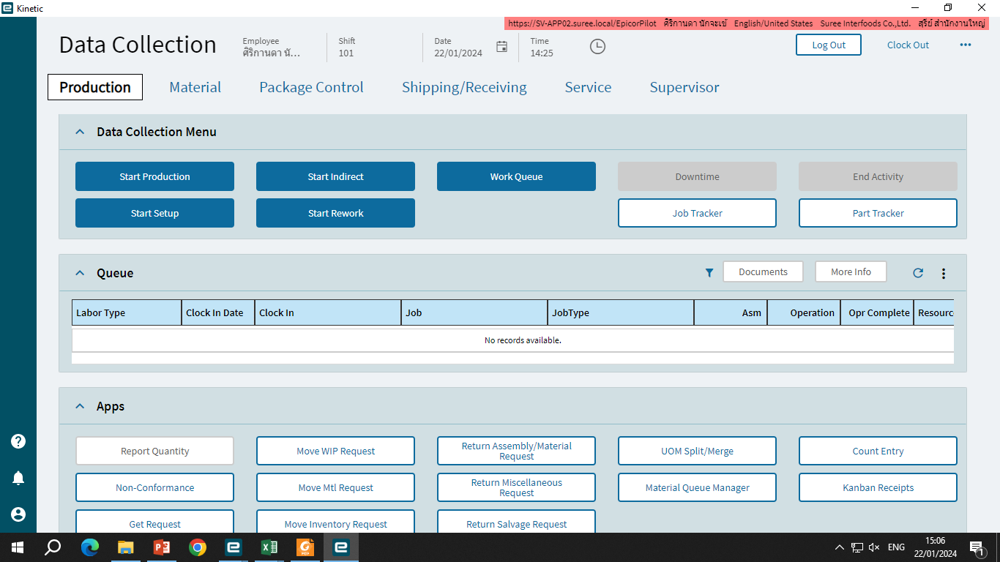 Kinetic
https://SV-APP02.suree.local/EpicorPilot ศิริกานดา นักจะเข้ English/United States Suree Interfoods Co.,Ltd. สุรีย์ สำนักงานใหญ่
Data Collection
Employee
ศิริกานดา นั...
Shift
101
Date
22/01/2024
Time
14:25
Log Out
Clock Out
Production
Material
Package Control
Shipping/Receiving
Service
Supervisor
Data Collection Menu
Start Production
Start Indirect
Work Queue
Downtime
End Activity
Start Setup
Start Rework
Job Tracker
Part Tracker
Queue
Documents
More Info
Labor Type
Clock In Date
Clock In
Job
JobType
Asm
Operation
Opr Complete
Resourc
No records available.
Apps
Report Quantity
Move WIP Request
Return Assembly/Material
Request
UOM Split/Merge
Count Entry
Non-Conformance
Move Mtl Request
Return Miscellaneous
Request
Material Queue Manager
Kanban Receipts
Get Request
Move Inventory Request
Return Salvage Request
ENG
15:06
22/01/2024
1